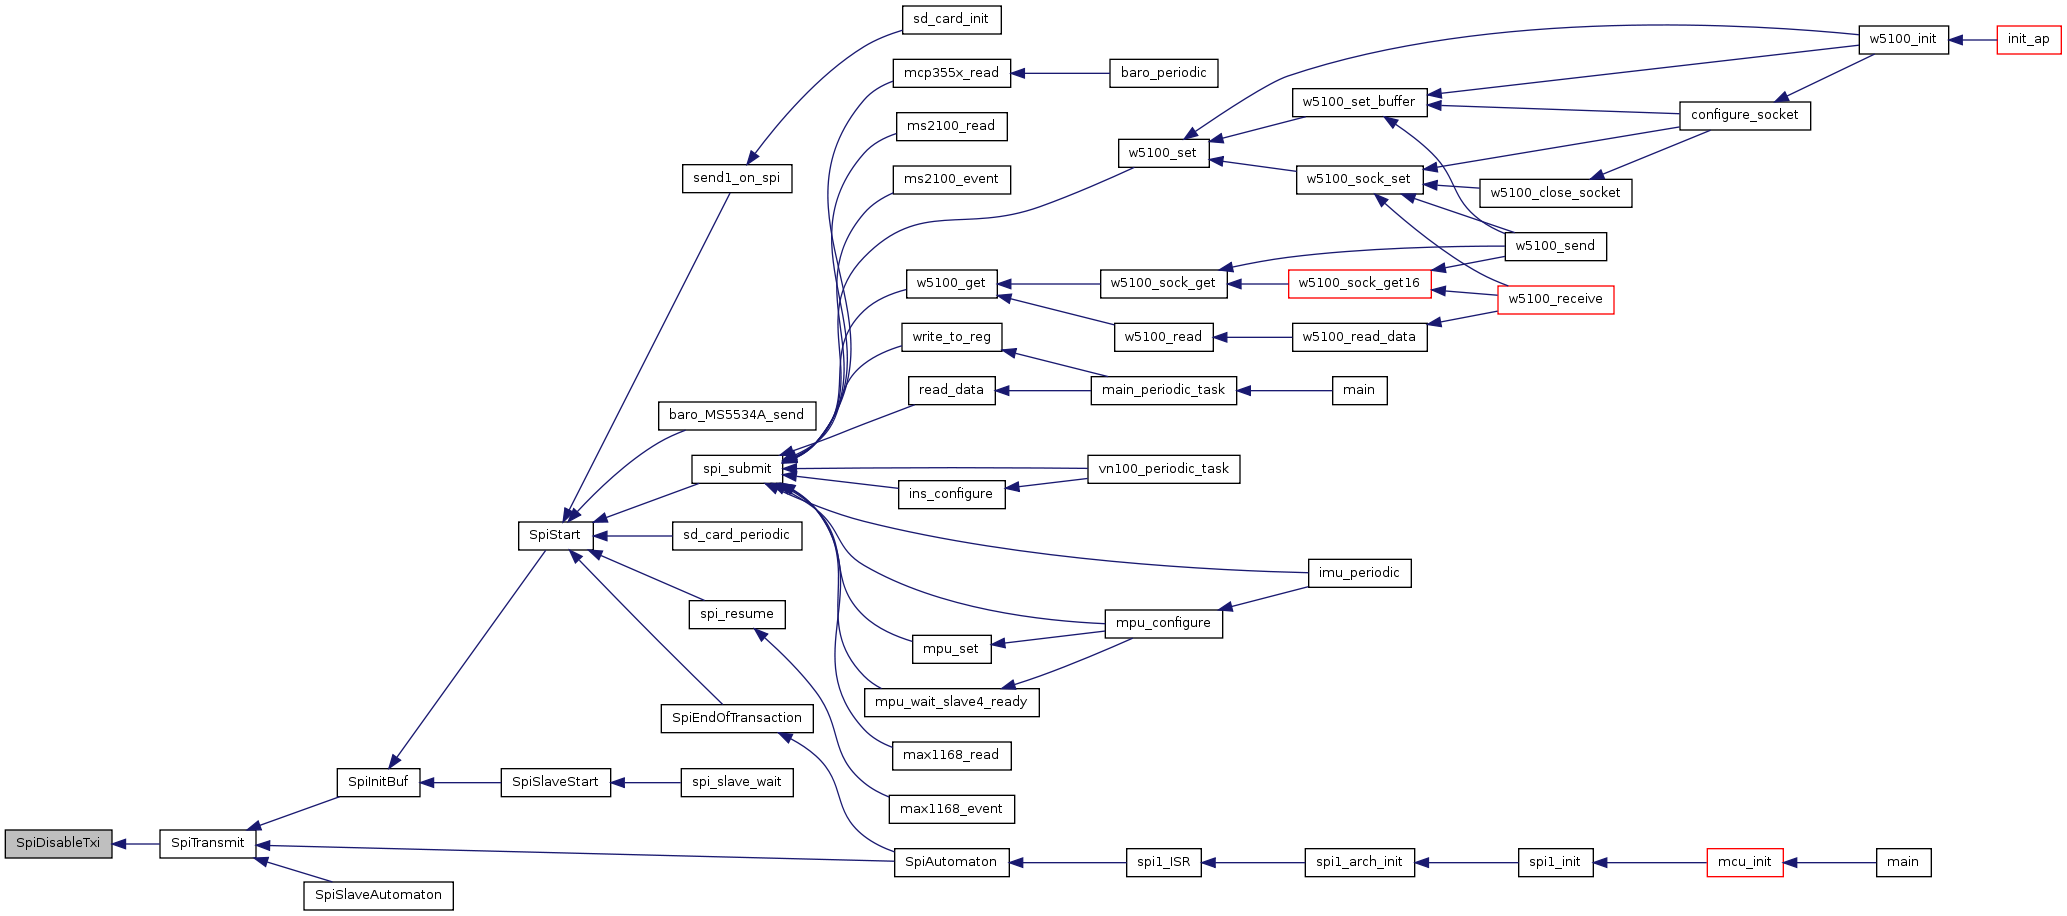 sd_card_init
w5100_init
init_ap
mcp355x_read
baro_periodic
w5100_set_buffer
configure_socket
ms2100_read
w5100_set
send1_on_spi
ms2100_event
w5100_sock_set
w5100_close_socket
w5100_send
w5100_get
w5100_sock_get
w5100_sock_get16
w5100_receive
write_to_reg
w5100_read
w5100_read_data
read_data
main_periodic_task
main
baro_MS5534A_send
spi_submit
vn100_periodic_task
ins_configure
SpiStart
sd_card_periodic
imu_periodic
spi_resume
mpu_configure
mpu_set
mpu_wait_slave4_ready
SpiEndOfTransaction
max1168_read
SpiInitBuf
SpiSlaveStart
spi_slave_wait
max1168_event
SpiDisableTxi
SpiTransmit
SpiAutomaton
spi1_ISR
spi1_arch_init
spi1_init
mcu_init
main
SpiSlaveAutomaton